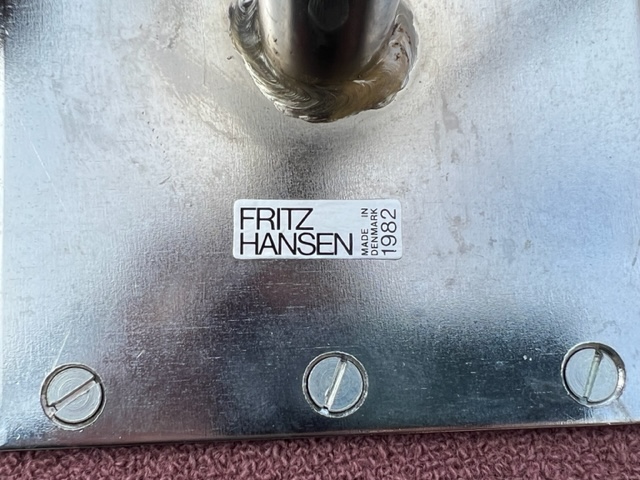 FRITZ
HANSEN
MADE IN
DENMARK
1982